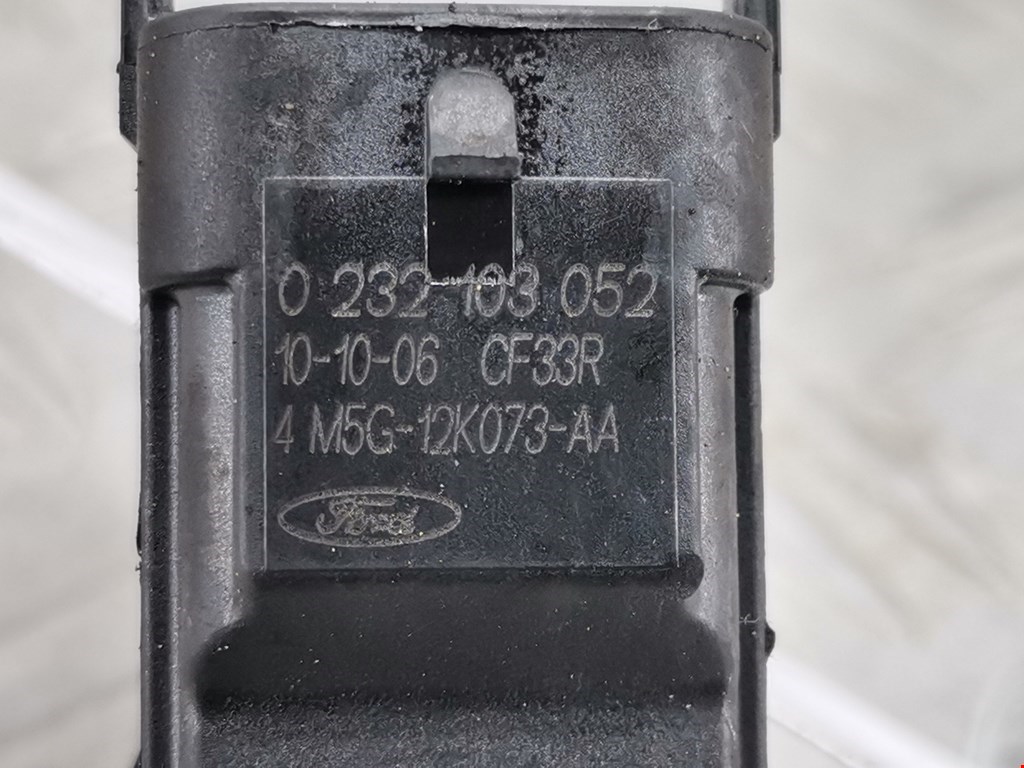 0 232 103 052
10-10-06 CF33R
4 M5G-12K073-AA
Ford